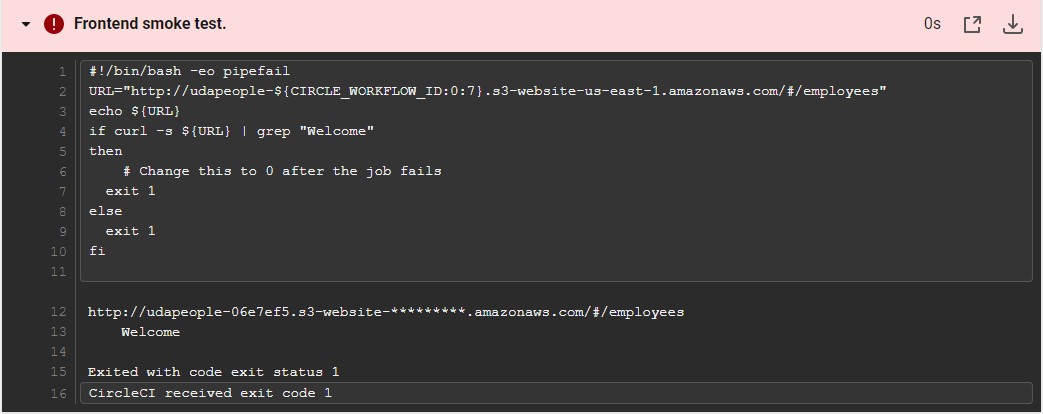 Frontend smoke test.
0s
1 #!/bin/bash -eo pipefail
2 URL="http://udapeople-${CIRCLE_WORKFLOW_ID:0:7}.s3-website-us-east-1.amazonaws.com/#/employees"
3 echo ${URL}
4 if curl -s ${URL} | grep "Welcome"
5 then
6     # Change this to 0 after the job fails
7   exit 1
8 else
9   exit 1
10 fi
11
12 http://udapeople-06e7ef5.s3-website-*********.amazonaws.com/#/employees
13     Welcome
14
15 Exited with code exit status 1
16 CircleCI received exit code 1